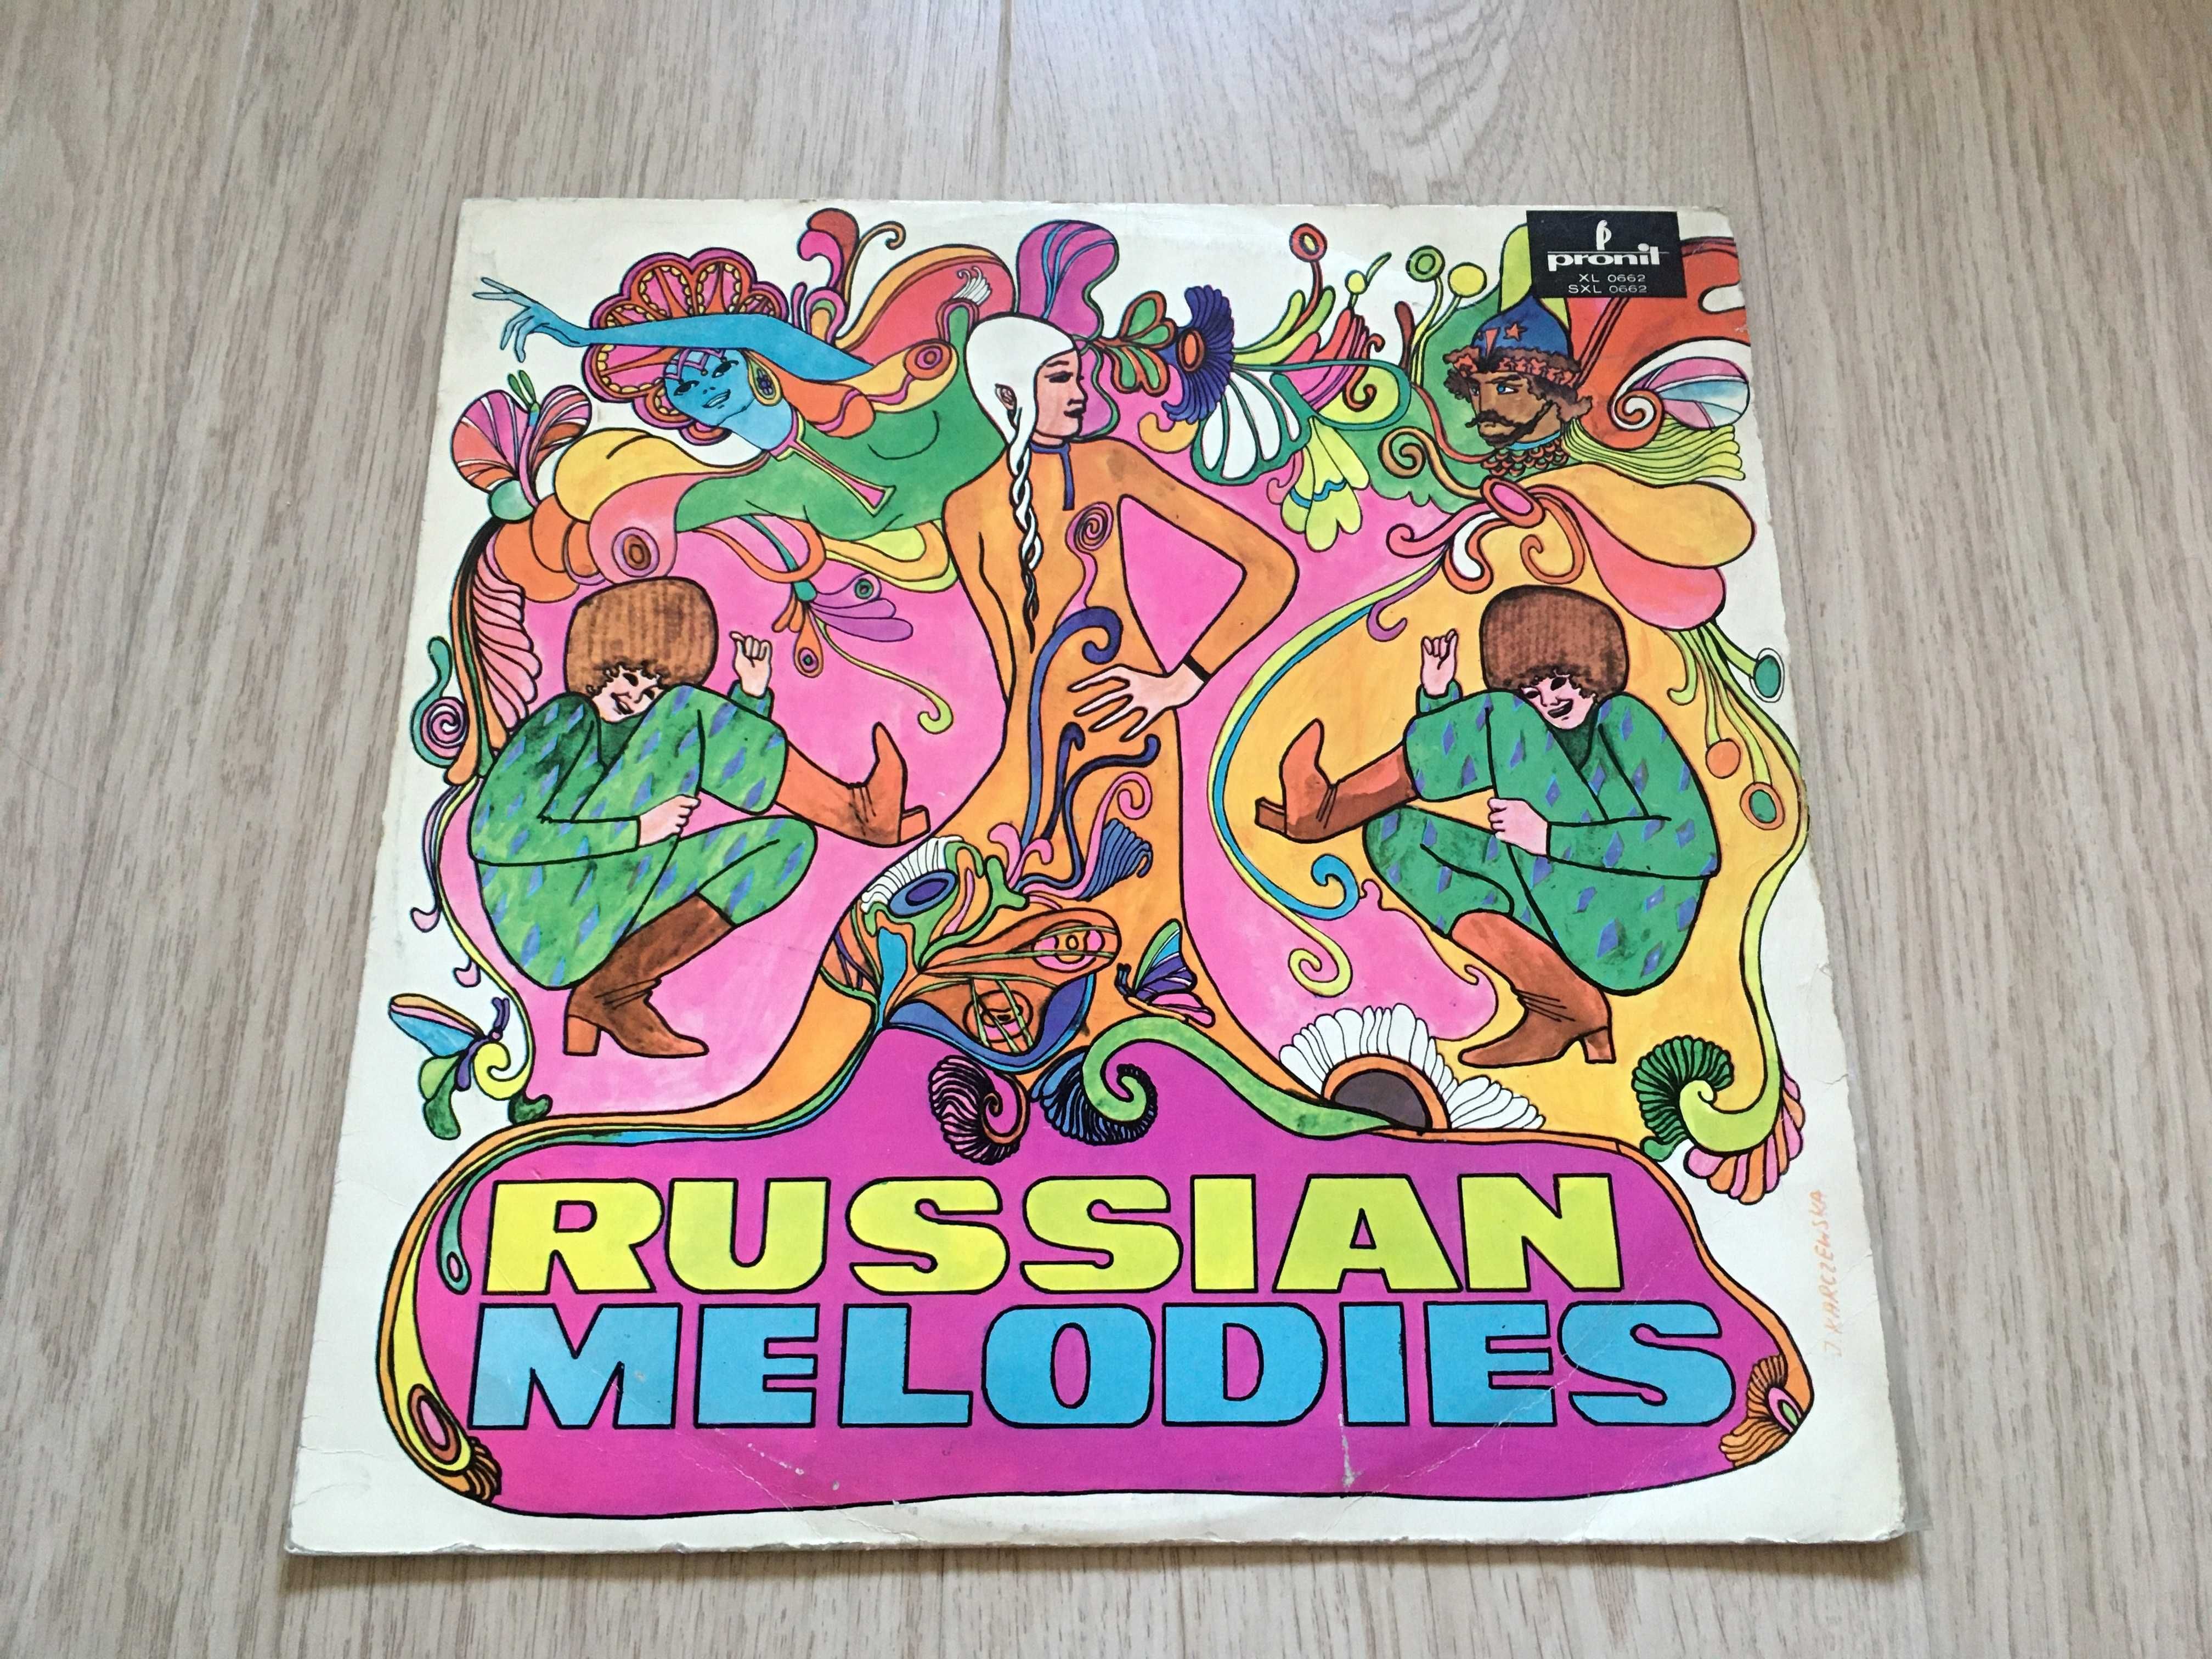 pronit
XL 0662
SXL 0662
RUSSIAN
MELODIES
J. KARCZEWSKA